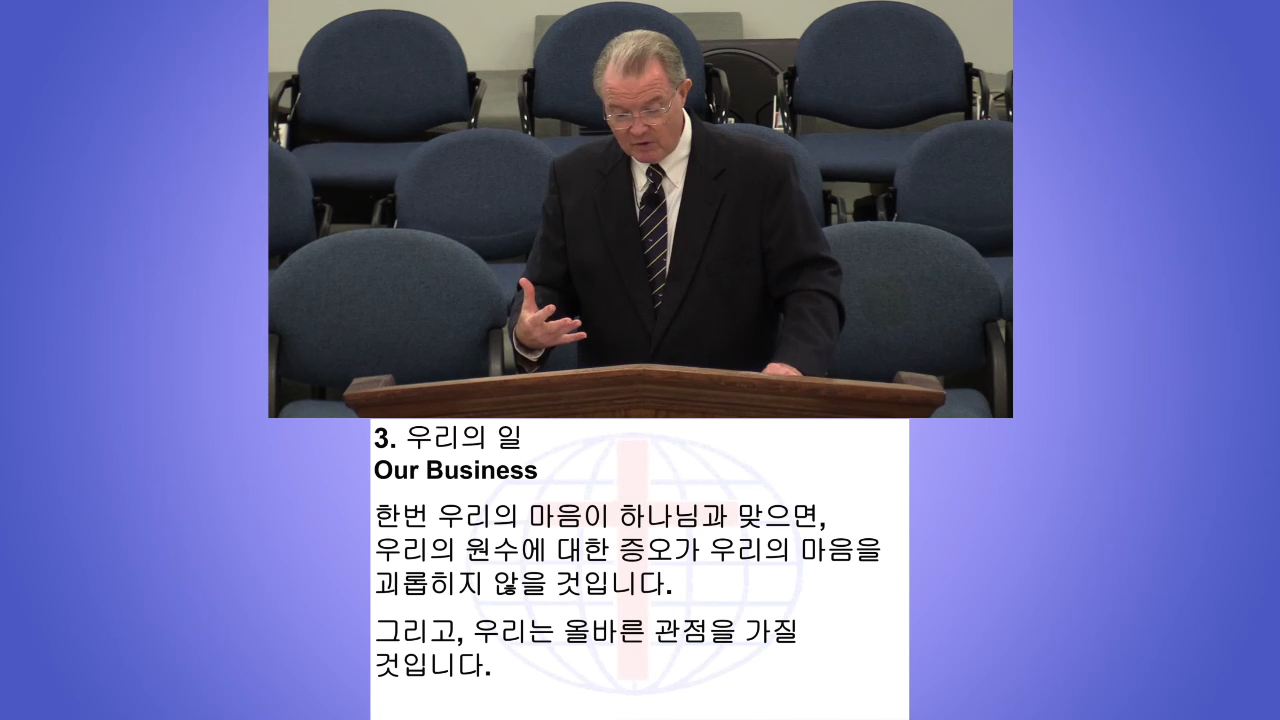 3. 우리의 일
Our Business
한번 우리의 마음이 하나님과 맞으면,
우리의 원수에 대한 증오가 우리의 마음을
괴롭히지 않을 것입니다.
그리고, 우리는 올바른 관점을 가질
것입니다.